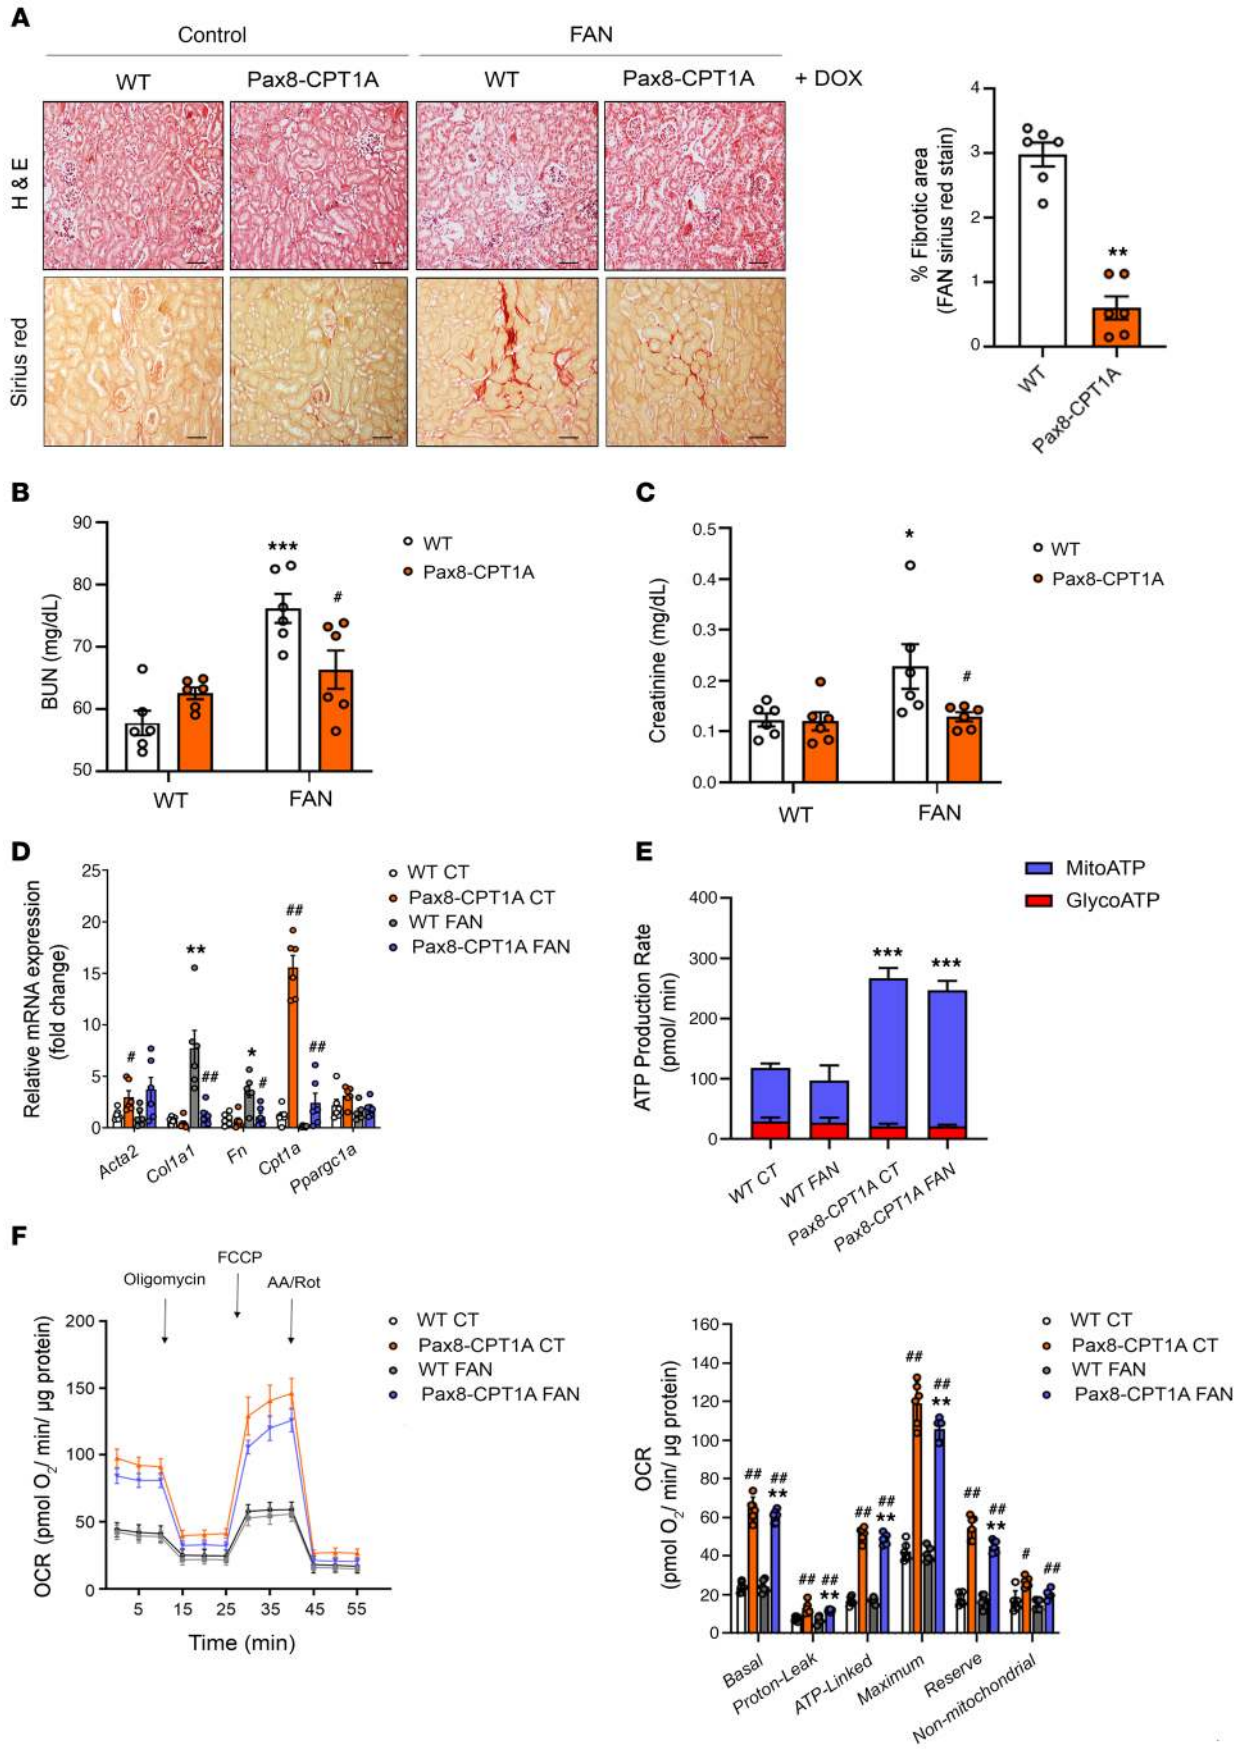 A
Control
FAN
WT
Pax8-CPT1A
WT
Pax8-CPT1A
+ DOX
H & E
Sirius red
% Fibrotic area
(FAN sirius red stain)
4
3
2
1
0
**
WT
Pax8-CPT1A
B
BUN (mg/dL)
90
80
70
60
50
***
#
WT
FAN
WT
Pax8-CPT1A
C
Creatinine (mg/dL)
0.5
0.4
0.3
0.2
0.1
0.0
*
#
WT
FAN
WT
Pax8-CPT1A
D
Relative mRNA expression
(fold change)
25
20
15
10
5
0
#
**
##
*
#
##
##
Acta2
Col1a1
Fn
Cpt1a
Ppargc1a
WT CT
Pax8-CPT1A CT
WT FAN
Pax8-CPT1A FAN
E
MitoATP
GlycoATP
ATP Production Rate
(pmol/ min)
400
300
200
100
0
***
***
WT CT
WT FAN
Pax8-CPT1A CT
Pax8-CPT1A FAN
F
Oligomycin
FCCP
AA/Rot
OCR (pmol O2/ min/ µg protein)
200
150
100
50
0
5
15
25
35
45
55
Time (min)
WT CT
Pax8-CPT1A CT
WT FAN
Pax8-CPT1A FAN
OCR
(pmol O2/ min/ µg protein)
160
140
120
100
80
60
40
20
0
##
##
**
##
##
**
##
##
**
##
##
**
##
##
**
#
##
Basal
Proton-Leak
ATP-Linked
Maximum
Reserve
Non-mitochondrial
WT CT
Pax8-CPT1A CT
WT FAN
Pax8-CPT1A FAN